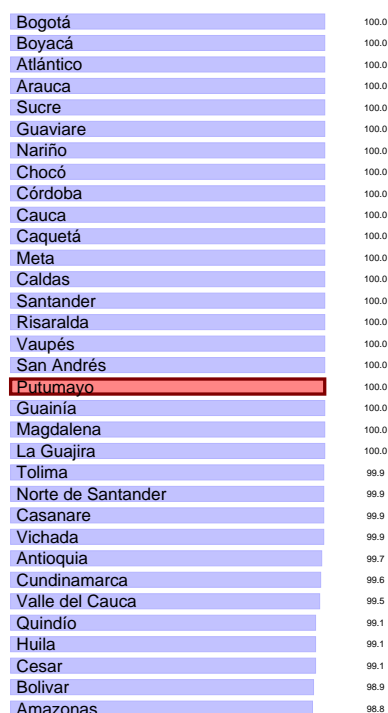 Bogotá 100.0
Boyacá 100.0
Atlántico 100.0
Arauca 100.0
Sucre 100.0
Guaviare 100.0
Nariño 100.0
Chocó 100.0
Córdoba 100.0
Cauca 100.0
Caquetá 100.0
Meta 100.0
Caldas 100.0
Santander 100.0
Risaralda 100.0
Vaupés 100.0
San Andrés 100.0
Putumayo 100.0
Guainía 100.0
Magdalena 100.0
La Guajira 100.0
Tolima 99.9
Norte de Santander 99.9
Casanare 99.9
Vichada 99.9
Antioquia 99.7
Cundinamarca 99.6
Valle del Cauca 99.5
Quindío 99.1
Huila 99.1
Cesar 99.1
Bolivar 98.9
Amazonas 98.8